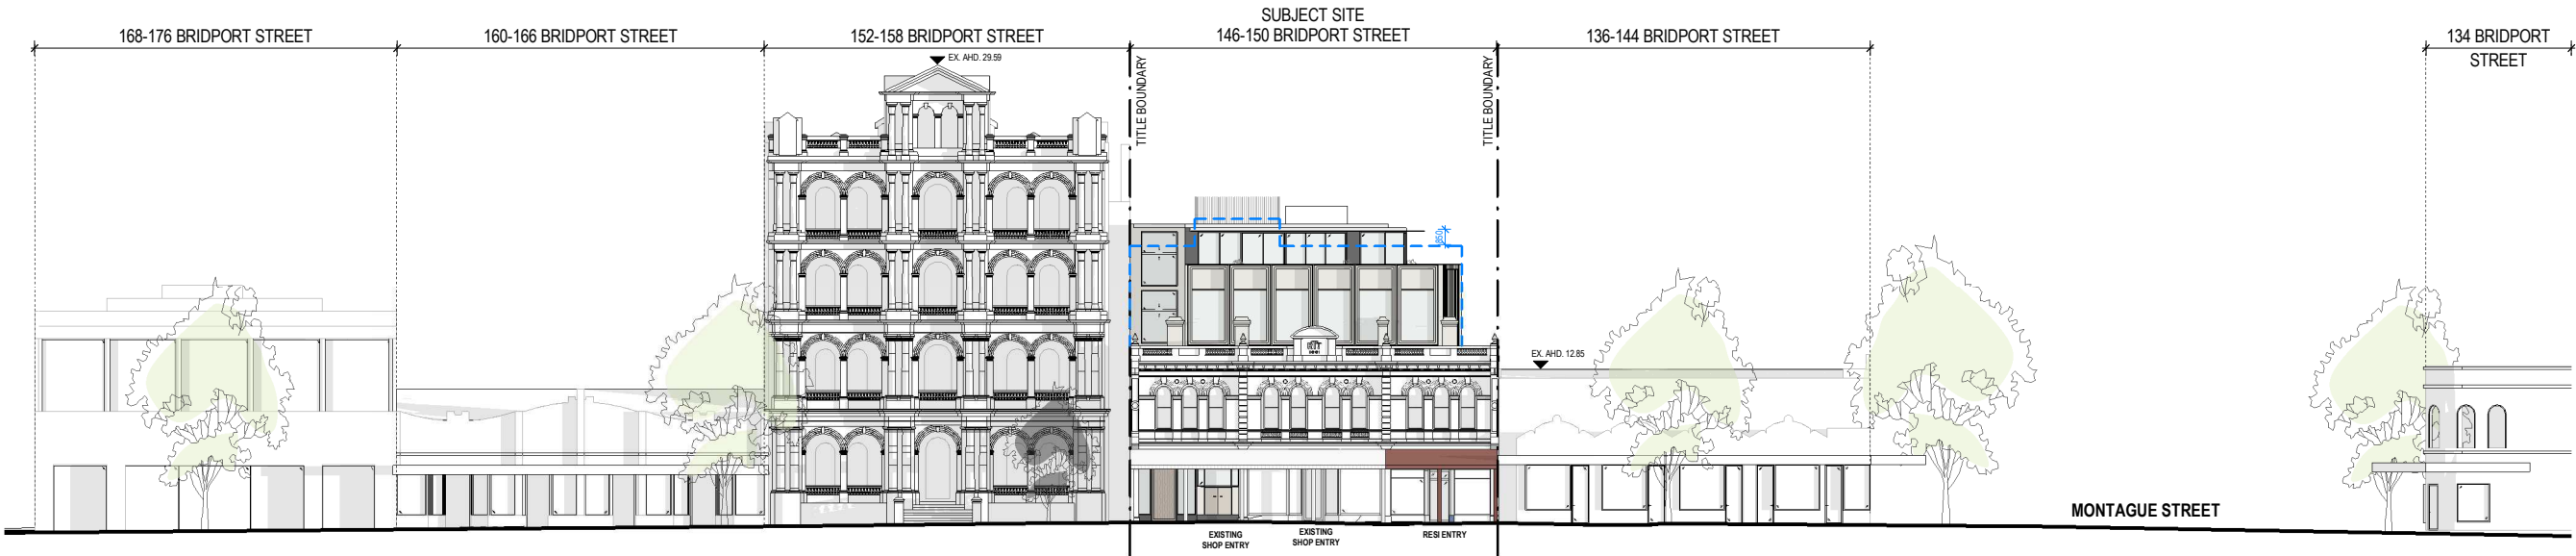 SUBJECT SITE
168-176 BRIDPORT STREET
160-166 BRIDPORT STREET
152-158 BRIDPORT STREET
146-150 BRIDPORT STREET
136-144 BRIDPORT STREET
134 BRIDPORT
STREET
EX. AHD. 29.59
TITLE BOUNDARY
TITLE BOUNDARY
850
EX. AHD. 12.85
MONTAGUE STREET
EXISTING
SHOP ENTRY
EXISTING
SHOP ENTRY
RESI ENTRY